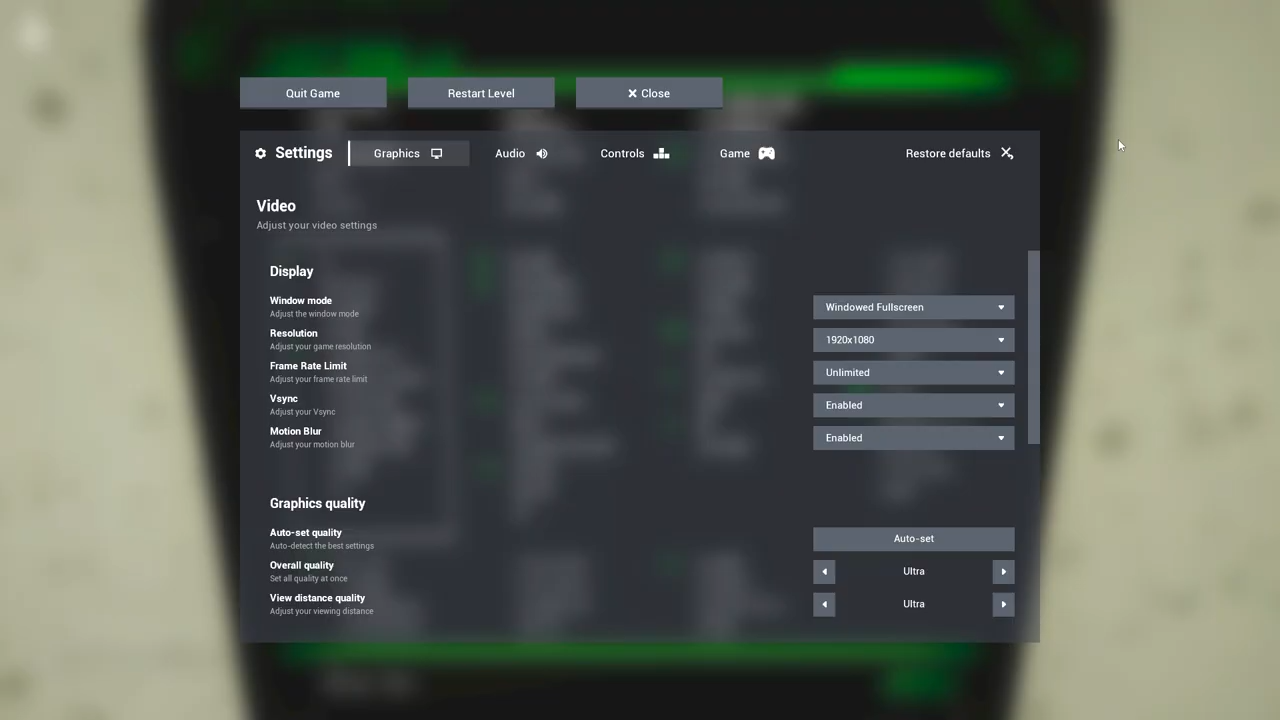 Quit Game Restart Level Close
Settings Graphics Audio Controls Game Restore defaults
Video
Adjust your video settings
Display
Window mode
Adjust the window mode
Windowed Fullscreen
Resolution
Adjust your game resolution
1920x1080
Frame Rate Limit
Adjust your frame rate limit
Unlimited
Vsync
Adjust your Vsync
Enabled
Motion Blur
Adjust your motion blur
Enabled
Graphics quality
Auto-set quality
Auto-detect the best settings
Auto-set
Overall quality
Set all quality at once
Ultra
View distance quality
Adjust your viewing distance
Ultra